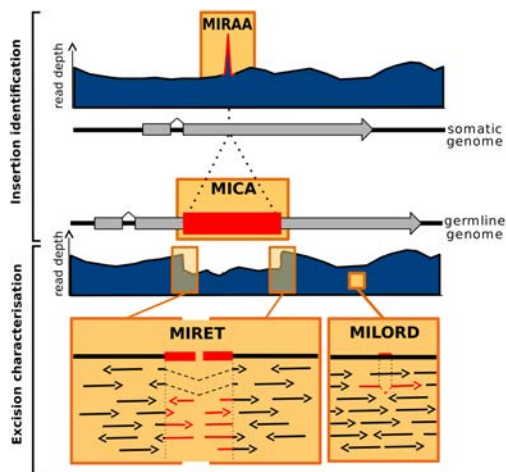 MIRAA
read depth
Insertion identification
somatic
genome
MICA
germline
genome
read depth
Excision characterisation
MIRET
MILORD